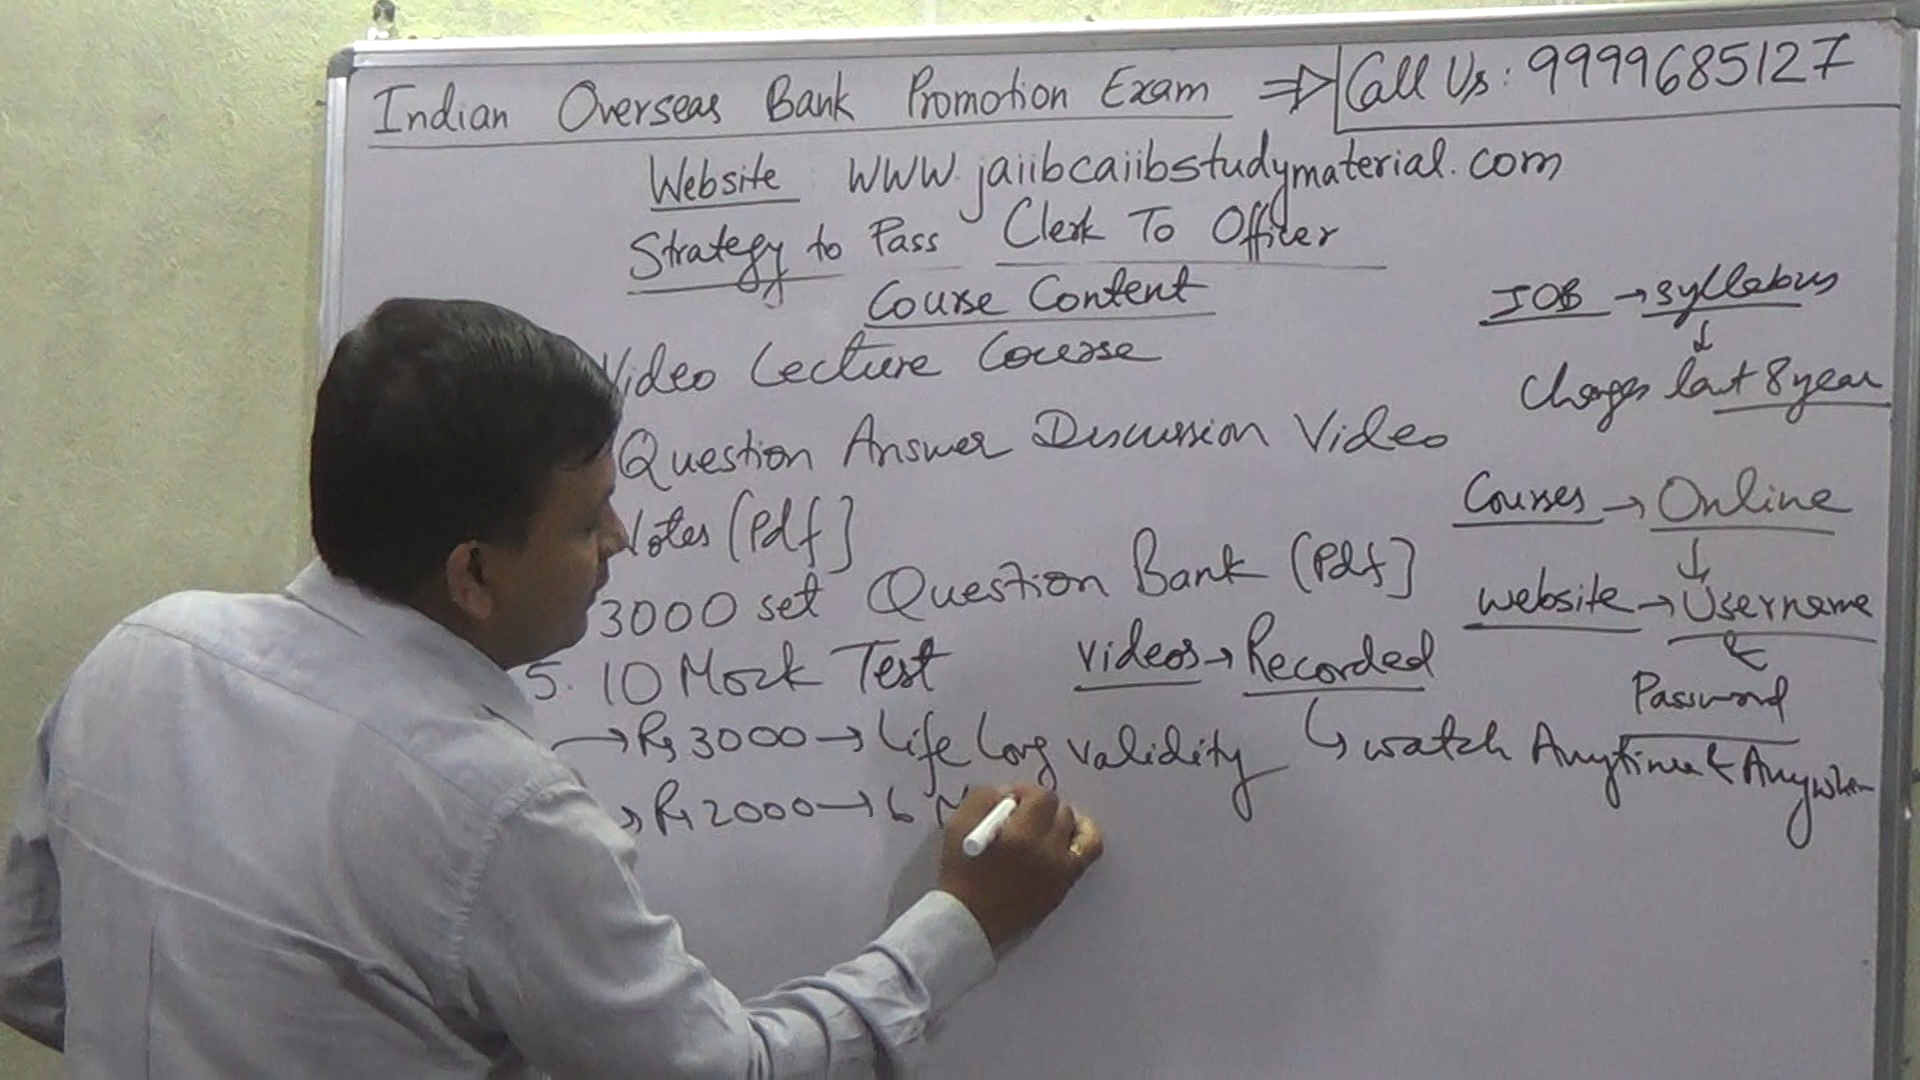 Indian Overseas Bank Promotion Exam ⇒ Call Us: 9999685127
Website: WWW.jaiibcaiibstudymaterial.com
Strategy to Pass Clerk To Officer
Course Content
Video Lecture Course
Question Answer Discussion Video
Notes (Pdf]
3000 set Question Bank (Pdf]
5. 10 Mock Test
→ Rs 3000 → Life Long validity
→ Rs 2000 → 6 M
videos → Recorded
↳ watch Anytime & Anywhere
IOB → syllabus
↓
Changes last 8 year
Courses → Online
↓
website → Username
&
Password